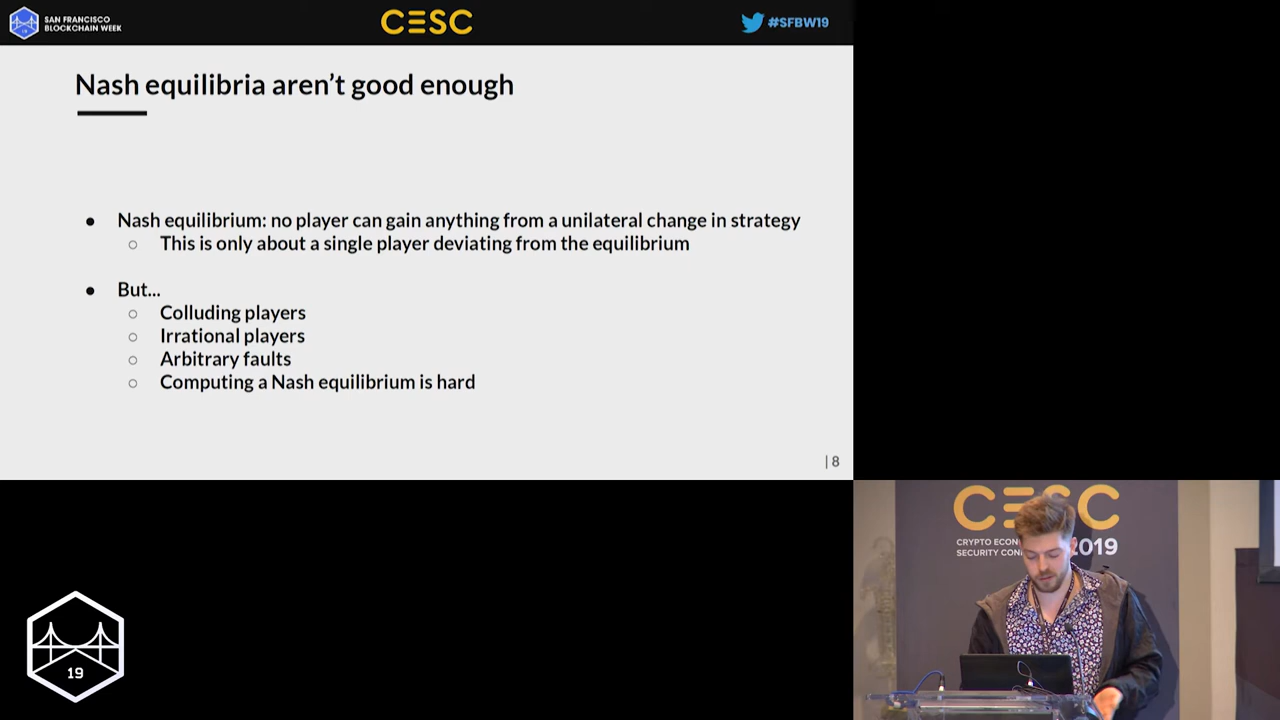 SAN FRANCISCO
BLOCKCHAIN WEEK
19
CESC
#SFBW19
Nash equilibria aren't good enough
● Nash equilibrium: no player can gain anything from a unilateral change in strategy
○ This is only about a single player deviating from the equilibrium
● But...
○ Colluding players
○ Irrational players
○ Arbitrary faults
○ Computing a Nash equilibrium is hard
| 8
CESC
CRYPTO ECON
SECURITY CON
2019
19